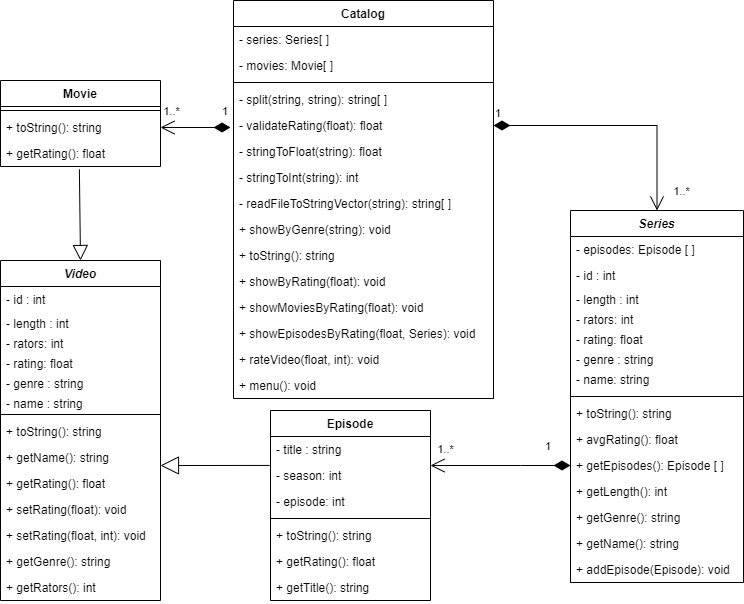 Catalog
- series: Series[ ]
- movies: Movie[ ]
- split(string, string): string[ ]
- validateRating(float): float
- stringToFloat(string): float
- stringToInt(string): int
- readFileToStringVector(string): string[ ]
+ showByGenre(string): void
+ toString(): string
+ showByRating(float): void
+ showMoviesByRating(float): void
+ showEpisodesByRating(float, Series): void
+ rateVideo(float, int): void
+ menu(): void
Movie
+ toString(): string
+ getRating(): float
1..*
1
1
1..*
Video
- id : int
- length : int
- rators: int
- rating: float
- genre : string
- name : string
+ toString(): string
+ getName(): string
+ getRating(): float
+ setRating(float): void
+ setRating(float, int): void
+ getGenre(): string
+ getRators(): int
Episode
- title : string
- season: int
- episode: int
+ toString(): string
+ getRating(): float
+ getTitle(): string
1..*
1
Series
- episodes: Episode [ ]
- id : int
- length : int
- rators: int
- rating: float
- genre : string
- name: string
+ toString(): string
+ avgRating(): float
+ getEpisodes(): Episode [ ]
+ getLength(): int
+ getGenre(): string
+ getName(): string
+ addEpisode(Episode): void